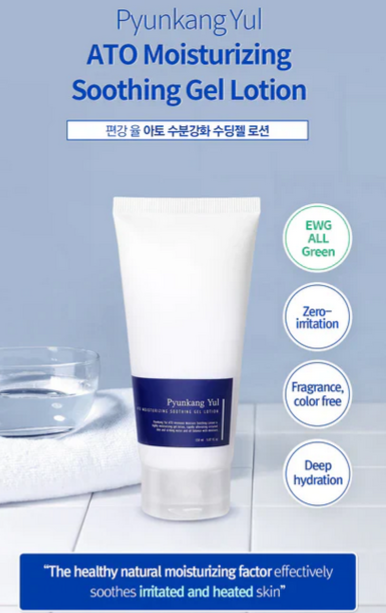 Pyunkang Yul
ATO Moisturizing
Soothing Gel Lotion
편강 율 아토 수분강화 수딩젤 로션
EWG
ALL
Green
Zero-
irritation
Fragrance,
color free
Deep
hydration
Pyunkang Yul
ATO MOISTURIZING SOOTHING GEL LOTION
“The healthy natural moisturizing factor effectively
soothes irritated and heated skin”